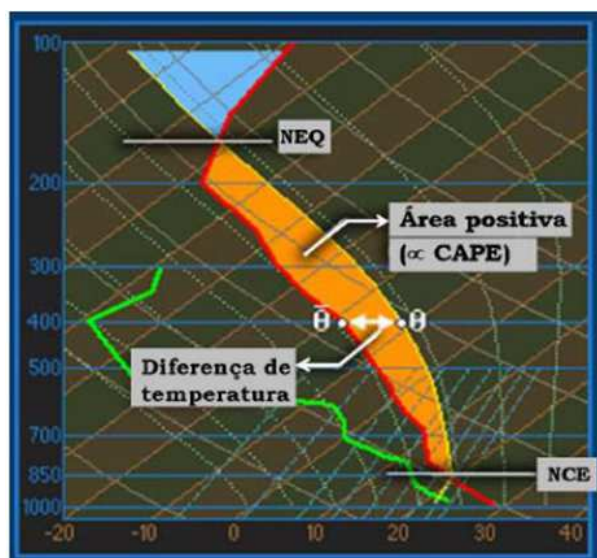 100
NEQ
200
Área positiva
(∝ CAPE)
300
θ̄ θ
400
Diferença de
temperatura
500
700
NCE
850
1000
-20 -10 0 10 20 30 40